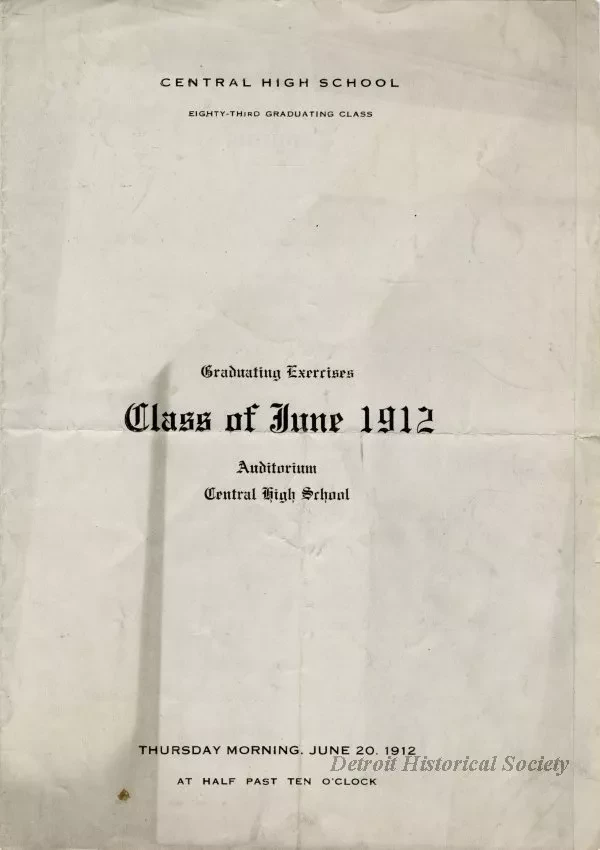 CENTRAL HIGH SCHOOL
EIGHTY-THIRD GRADUATING CLASS
Graduating Exercises
Class of June 1912
Auditorium
Central High School
THURSDAY MORNING, JUNE 20, 1912
Detroit Historical Society
AT HALF PAST TEN O'CLOCK